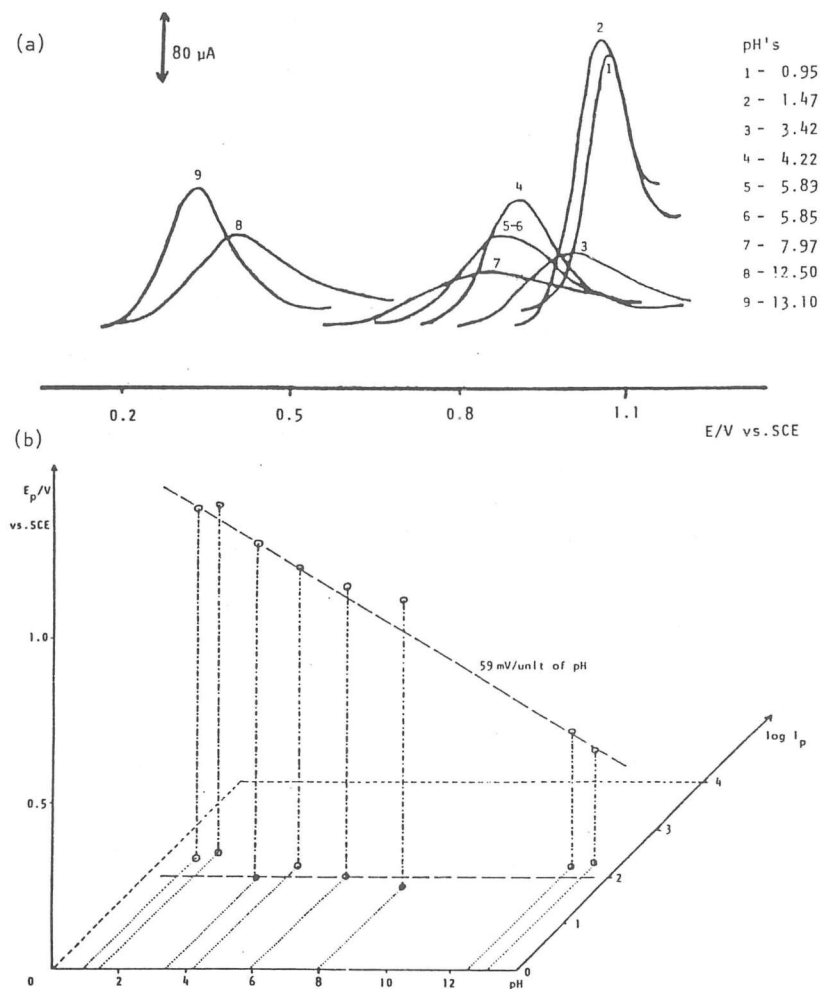 (a)
80 µA
pH's
1 - 0.95
2 - 1.47
3 - 3.42
4 - 4.22
5 - 5.89
6 - 5.85
7 - 7.97
8 - 12.50
9 - 13.10
2
1
9
8
4
5-6
3
7
0.2 0.5 0.8 1.1
E/V vs.SCE
(b)
Ep/V
vs.SCE
1.0
59 mV/unit of pH
log Ip
4
0.5
3
2
1
0
0 2 4 6 8 10 12 pH